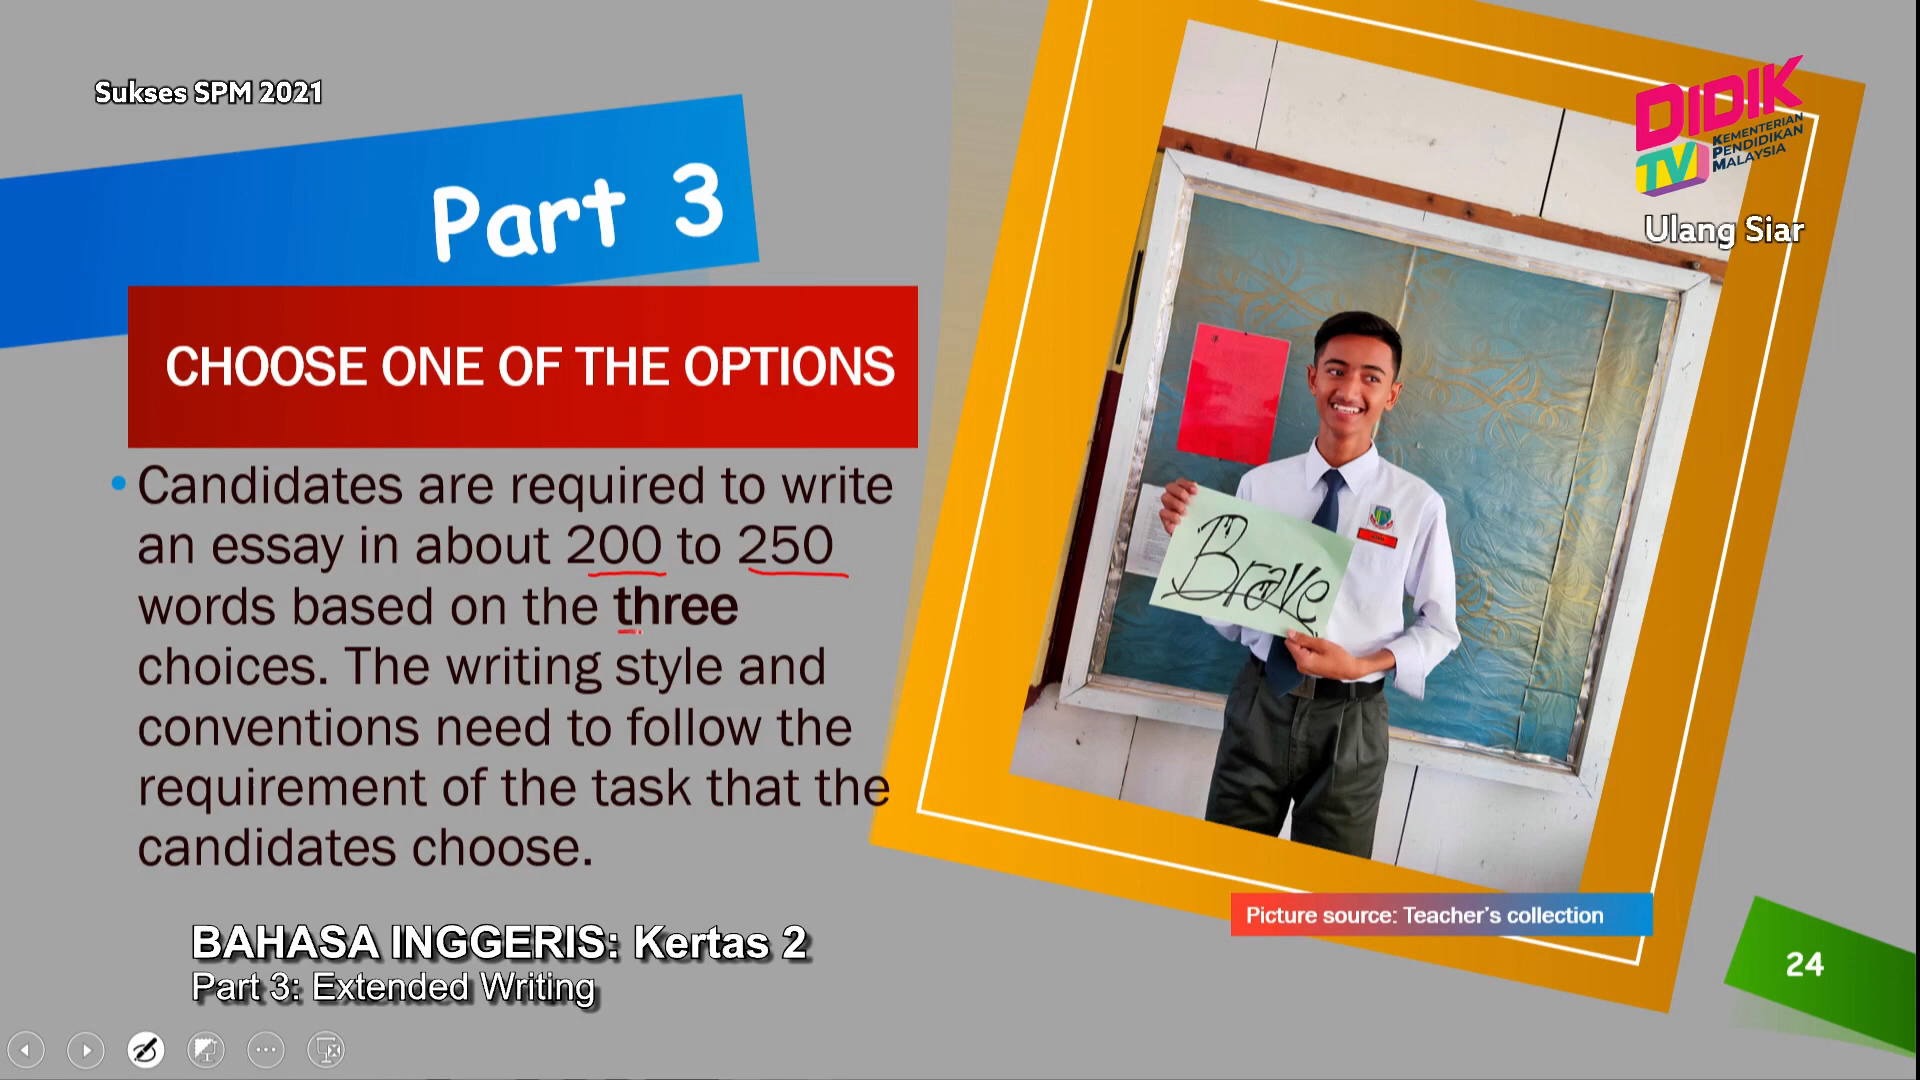 Sukses SPM 2021
DIDIK
TV
KEMENTERIAN
PENDIDIKAN
MALAYSIA
Ulang Siar
Part 3
CHOOSE ONE OF THE OPTIONS
• Candidates are required to write
an essay in about 200 to 250
words based on the three
choices. The writing style and
conventions need to follow the
requirement of the task that the
candidates choose.
Brave
Picture source: Teacher's collection
BAHASA INGGERIS: Kertas 2
Part 3: Extended Writing
24